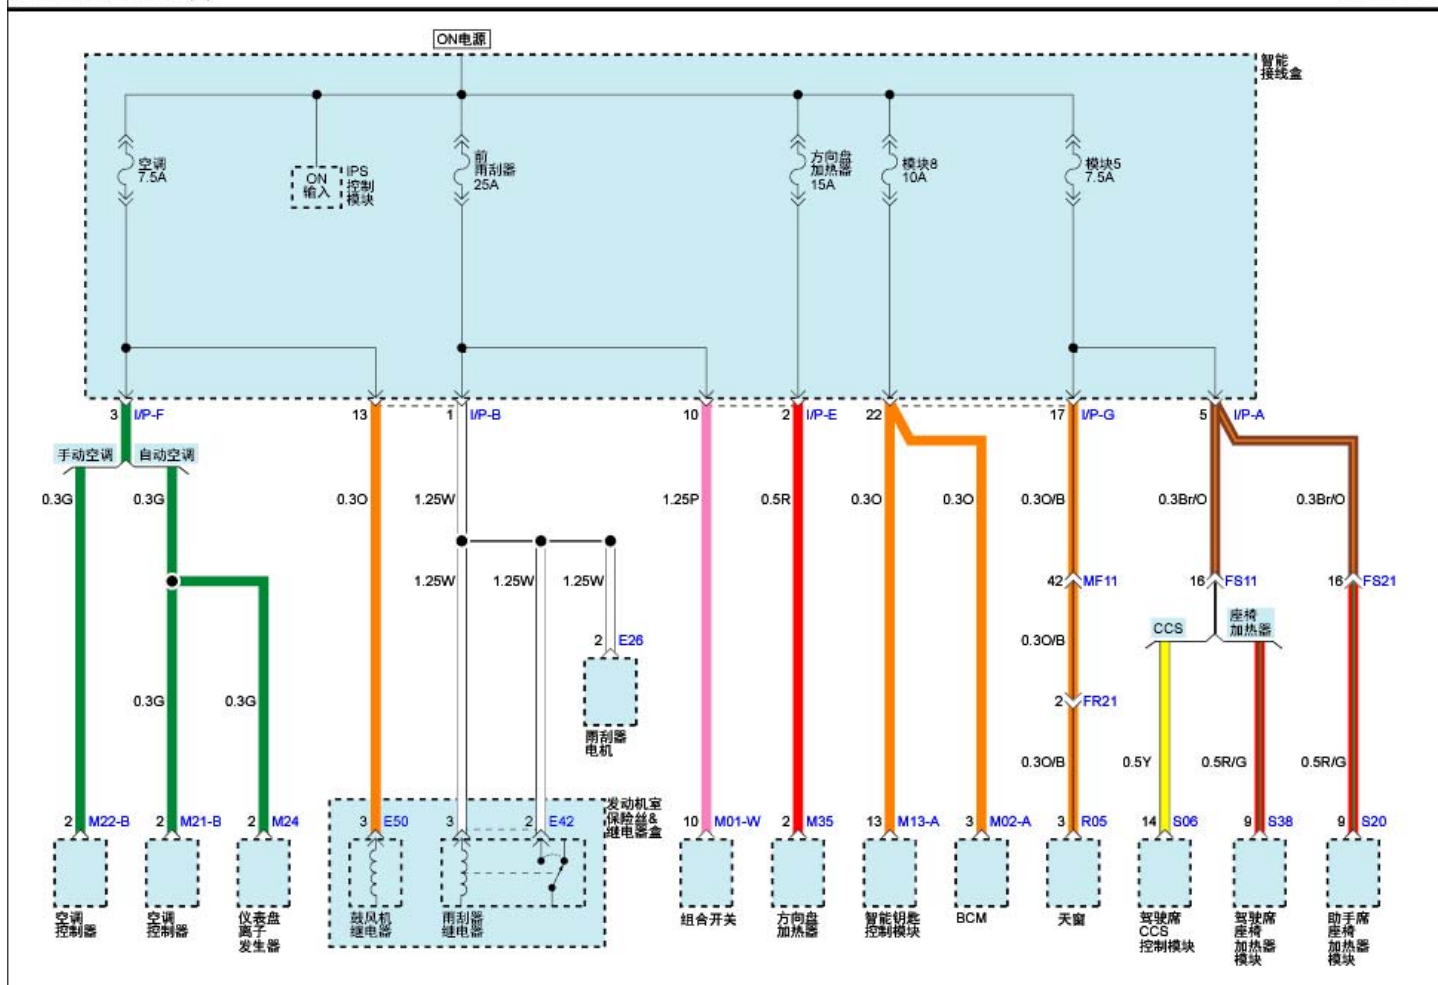 ON电源
智能
接线盒
空调
7.5A
ON
输入
IPS
控制
模块
前
雨刮器
25A
方向盘
加热器
15A
模块8
10A
模块5
7.5A
3 I/P-F
13
1 I/P-B
10
2 I/P-E
22
17 I/P-G
5 I/P-A
手动空调 自动空调
0.3G 0.3G 0.3O 1.25W 1.25P 0.5R 0.3O 0.3O 0.3O/B 0.3Br/O 0.3Br/O
1.25W 1.25W 1.25W 42 MF11 16 FS11 16 FS21
2 E26
0.3O/B
CCS
座椅
加热器
0.3G 0.3G 2 FR21
雨刮器
电机
0.3O/B 0.5Y 0.5R/G 0.5R/G
发动机室
保险丝&
继电器盒
2 M22-B 2 M21-B 2 M24 3 E50 3 2 E42 10 M01-W 2 M35 13 M13-A 3 M02-A 3 R05 14 S06 9 S38 9 S20
空调
控制器
空调
控制器
仪表盘
离子
发生器
鼓风机
继电器
雨刮器
继电器
组合开关
方向盘
加热器
智能钥匙
控制模块
BCM
天窗
驾驶席
CCS
控制模块
驾驶席
座椅
加热器
模块
助手席
座椅
加热器
模块